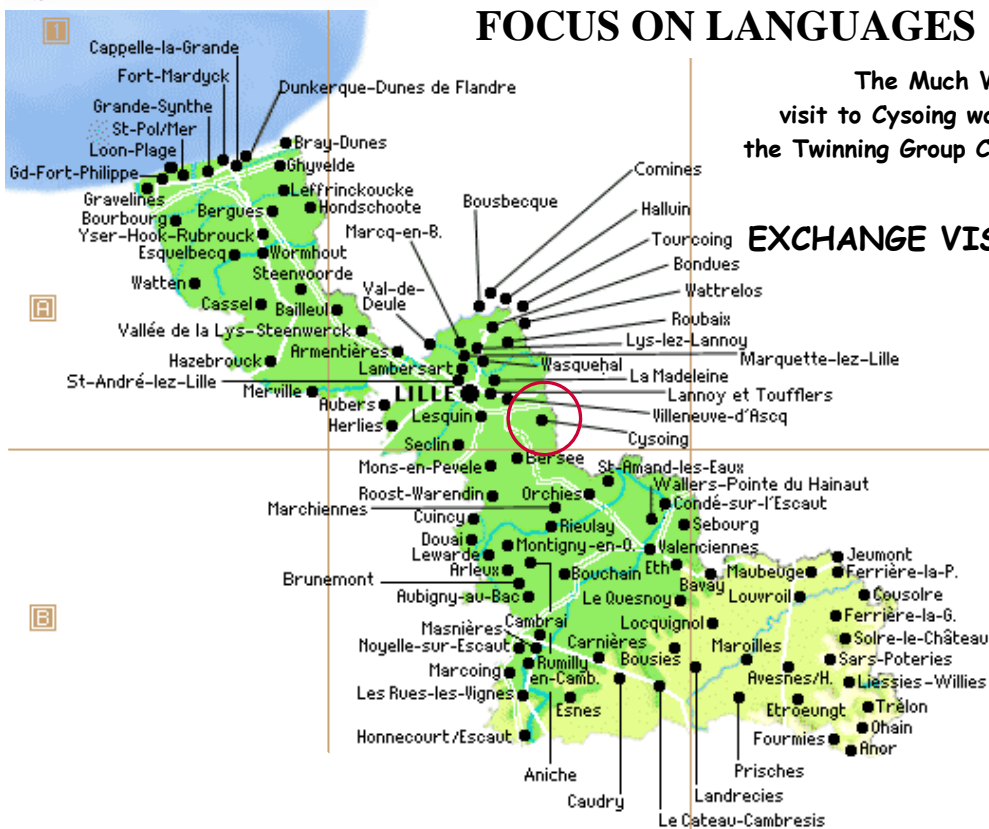 FOCUS ON LANGUAGES
The Much W
visit to Cysoing wa
the Twinning Group C
EXCHANGE VIS
1
A
B
Cappelle-la-Grande
Fort-Mardyck
Dunkerque-Dunes de Flandre
Grande-Synthe
St-Pol/Mer
Loon-Plage
Gd-Fort-Philippe
Bray-Dunes
Ghyvelde
Leffrinckoucke
Gravelines
Bourbourg
Bergues
Hondschoote
Yser-Hook-Rubrouck
Esquelbecq
Wormhout
Steenvoorde
Watten
Cassel
Bailleul
Vallée de la Lys-Steenwerck
Hazebrouck
Armentières
St-André-lez-Lille
Merville
Aubers
Herlies
Val-de-
Deule
Marcq-en-B.
Bousbecque
Comines
Halluin
Tourcoing
Bondues
Wattrelos
Roubaix
Lys-lez-Lannoy
Marquette-lez-Lille
Wasquehal
Lambersart
La Madeleine
LILLE
Lannoy et Toufflers
Villeneuve-d'Ascq
Lesquin
Cysoing
Seclin
Bersee
Mons-en-Pevele
St-Amand-les-Eaux
Wallers-Pointe du Hainaut
Roost-Warendin
Orchies
Condé-sur-l'Escaut
Marchiennes
Cuincy
Rieulay
Sebourg
Douai
Montigny-en-O.
Valenciennes
Lewarde
Arleux
Brunemont
Bouchain
Eth
Bavay
Maubeuge
Jeumont
Ferrière-la-P.
Aubigny-au-Bac
Le Quesnoy
Louvroil
Cousolre
Cambrai
Locquignol
Ferrière-la-G.
Masnières
Carnières
Maroilles
Solre-le-Château
Noyelle-sur-Escaut
Rumilly
en-Camb.
Bousies
Avesnes/H.
Sars-Poteries
Marcoing
Liessies-Willies
Les Rues-les-Vignes
Esnes
Etroeungt
Trélon
Honnecourt/Escaut
Fourmies
Ohain
Anor
Aniche
Prisches
Caudry
Landrecies
Le Cateau-Cambresis